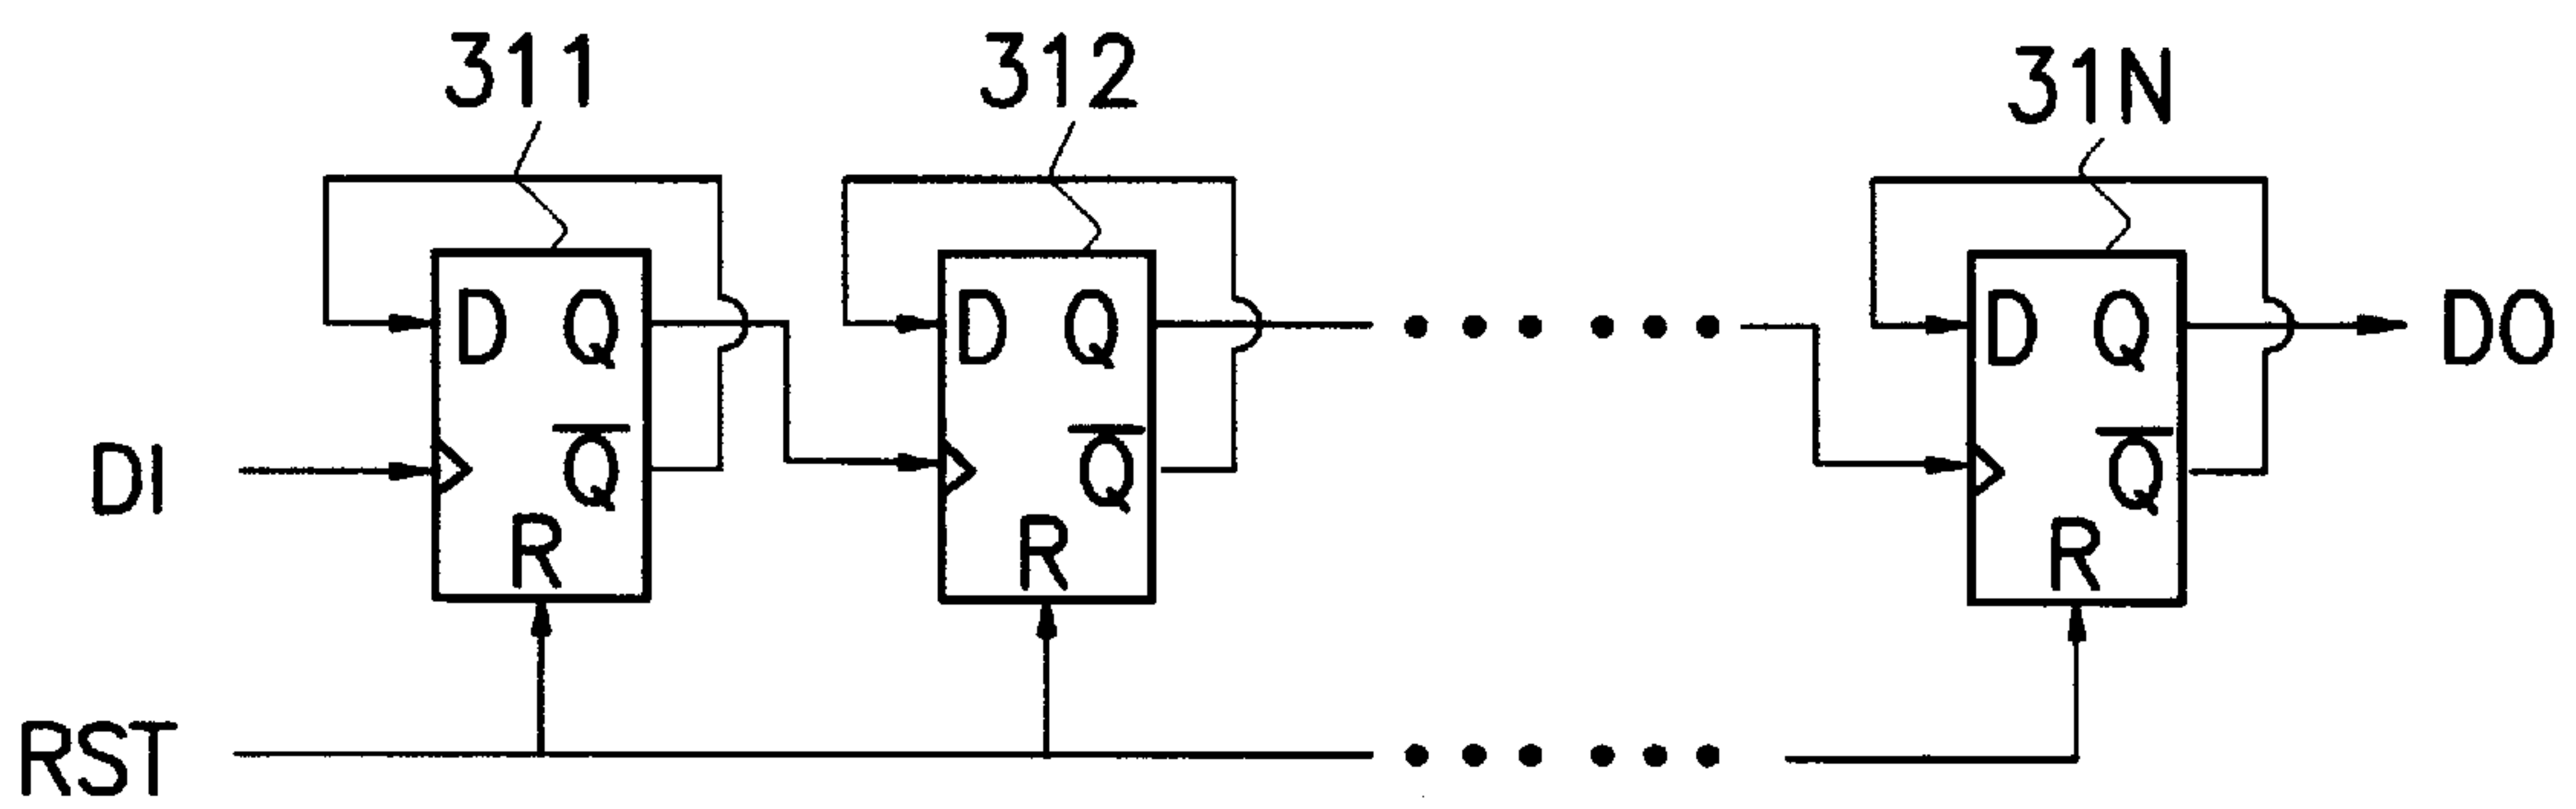 311 312 31N
D Q D Q D Q DO
DI Q̅ Q̅ Q̅
R R R
RST